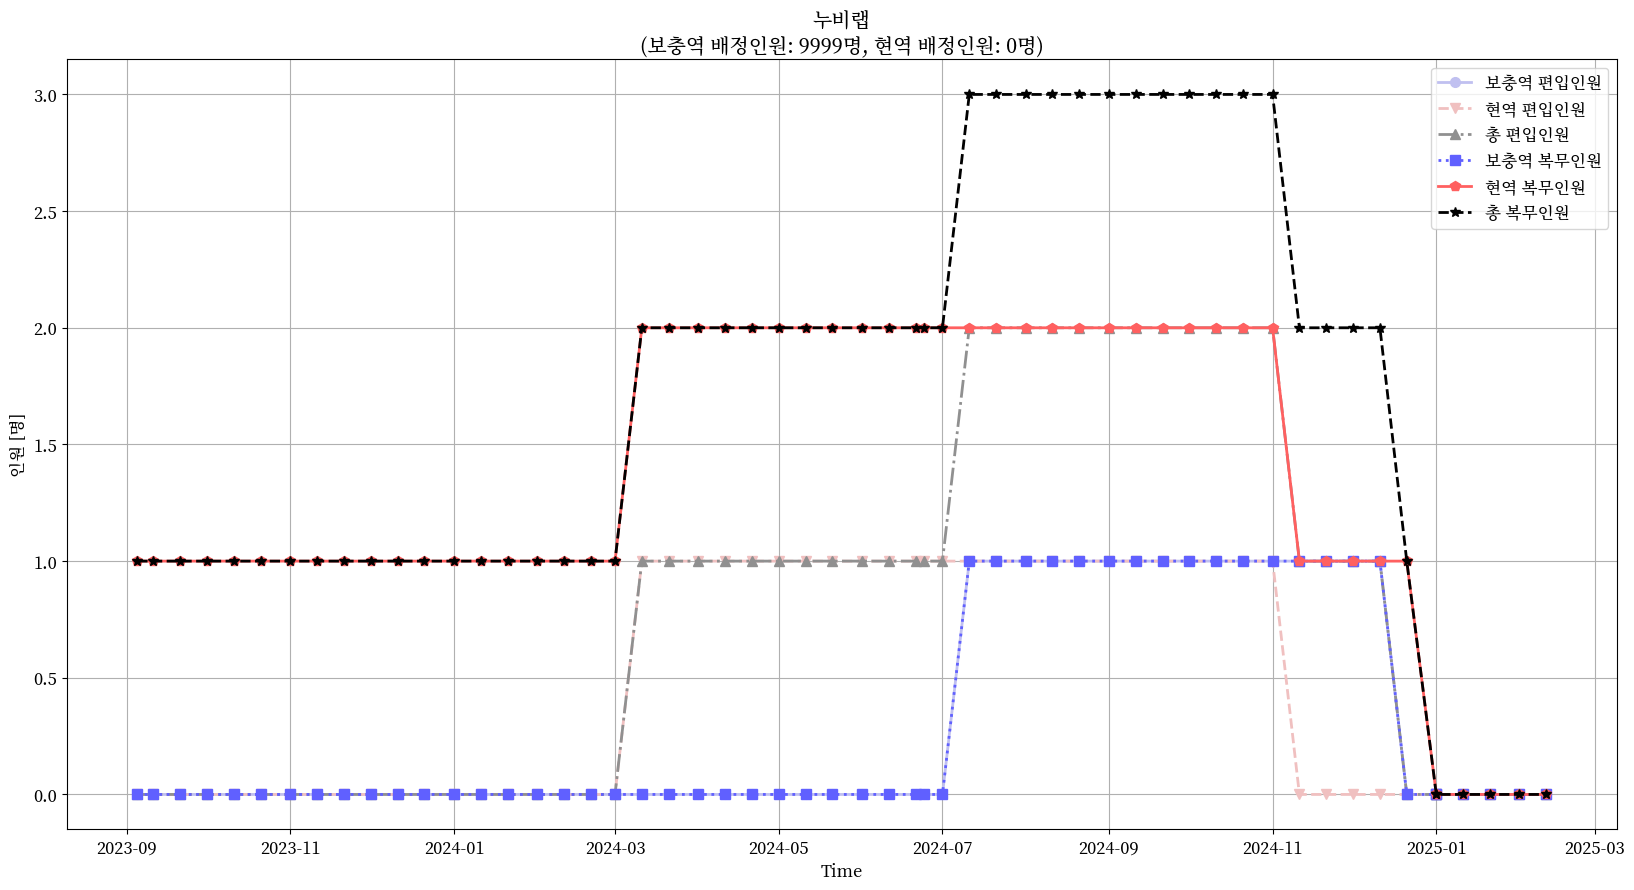 누비랩
(보충역 배정인원: 9999명, 현역 배정인원: 0명)
보충역 편입인원
현역 편입인원
총 편입인원
보충역 복무인원
현역 복무인원
총 복무인원
3.0
2.5
2.0
1.5
1.0
0.5
0.0
인원 [명]
2023-09
2023-11
2024-01
2024-03
2024-05
2024-07
2024-09
2024-11
2025-01
2025-03
Time